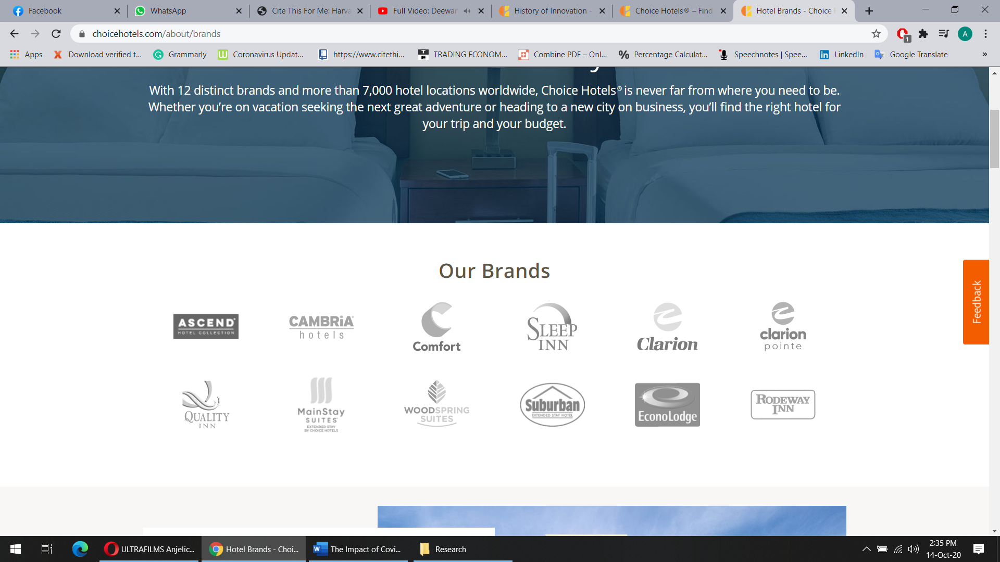 Facebook
WhatsApp
Cite This For Me: Harva
Full Video: Deewan
History of Innovation -
Choice Hotels® – Find
Hotel Brands - Choice
choicehotels.com/about/brands
1
A
Apps
Download verified t...
Grammarly
Coronavirus Updat...
https://www.citethi...
TRADING ECONOM...
Combine PDF – Onl...
Percentage Calculat...
Speechnotes | Spee...
LinkedIn
Google Translate
»
With 12 distinct brands and more than 7,000 hotel locations worldwide, Choice Hotels® is never far from where you need to be.
Whether you’re on vacation seeking the next great adventure or heading to a new city on business, you’ll find the right hotel for
your trip and your budget.
Our Brands
Feedback
ASCEND®
HOTEL COLLECTION
CAMBRiA®
hotels
Comfort
SLEEP
INN
Clarion
clarion
pointe
QUALITY
INN
MainStay
SUITES®
EXTENDED STAY
BY CHOICE HOTELS
WOODSPRING
SUITES
Suburban
EXTENDED STAY HOTEL
EconoLodge
RODEWAY
INN
ULTRAFILMS Anjelic...
Hotel Brands - Choi...
The Impact of Covi...
Research
2:35 PM
14-Oct-20